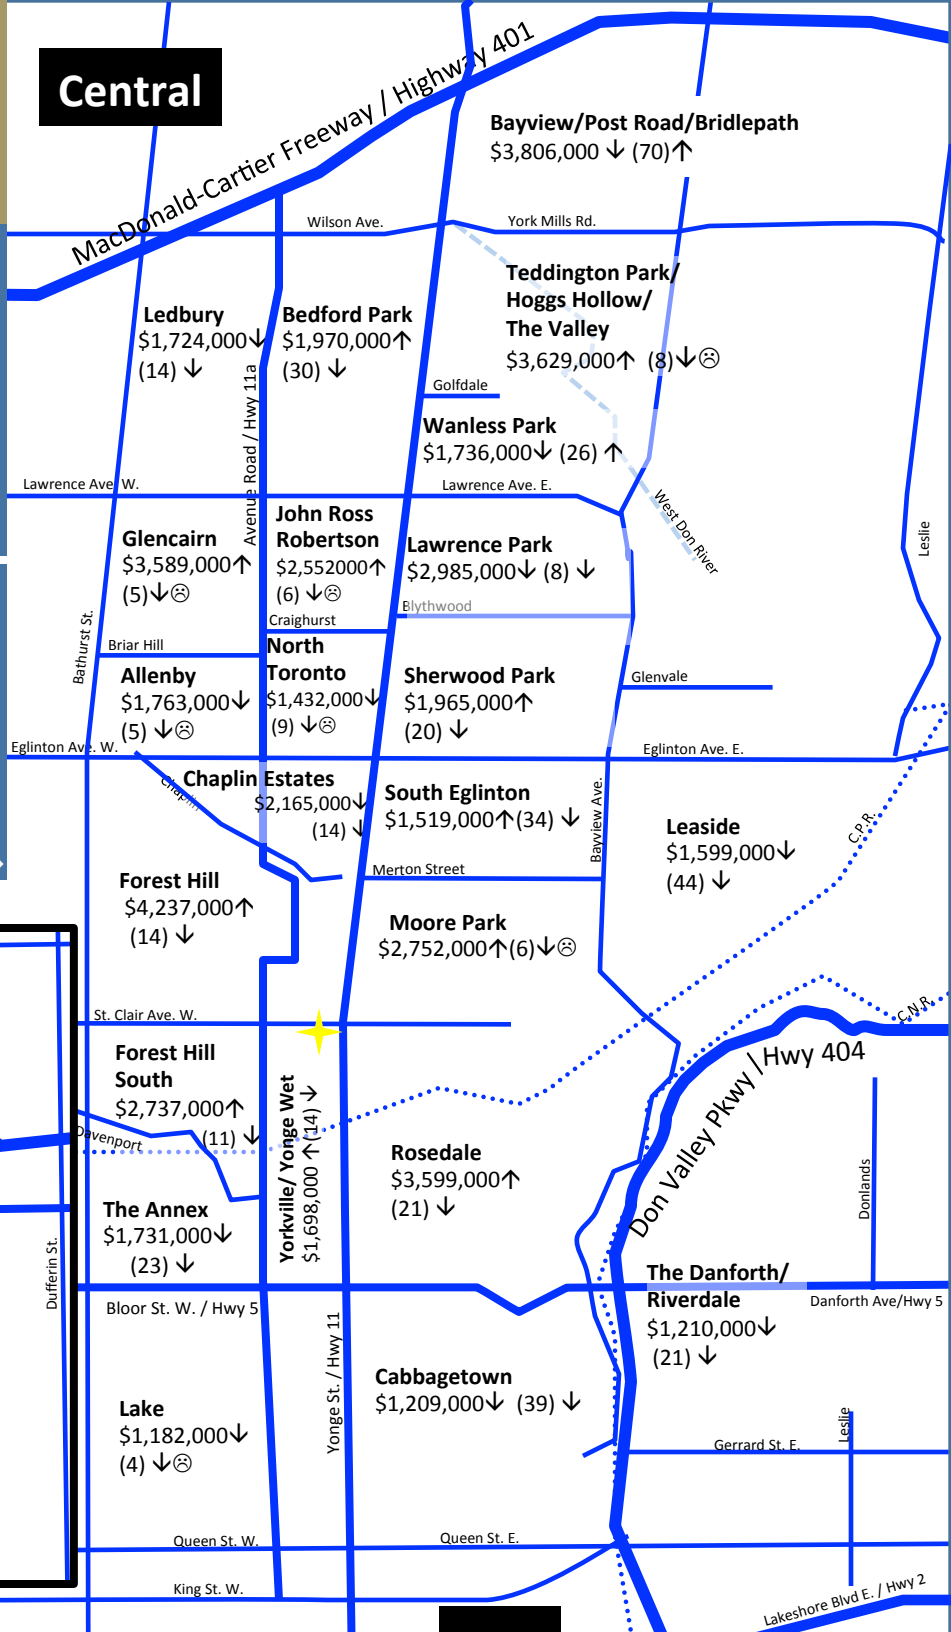 Central
MacDonald-Cartier Freeway / Highway 401
Bayview/Post Road/Bridlepath
$3,806,000 ↓ (70)↑
Wilson Ave.
York Mills Rd.
Teddington Park/
Hoggs Hollow/
The Valley
$3,629,000↑ (8)↓☹
Ledbury
$1,724,000↓
(14) ↓
Bedford Park
$1,970,000↑
(30) ↓
Avenue Road / Hwy 11a
Golfdale
Wanless Park
$1,736,000↓ (26) ↑
Lawrence Ave. W.
Lawrence Ave. E.
West Don River
Leslie
Glencairn
$3,589,000↑
(5)↓☹
John Ross
Robertson
$2,552000↑
(6) ↓☹
Lawrence Park
$2,985,000↓ (8) ↓
Blythwood
Craighurst
Bathurst St.
Briar Hill
Allenby
$1,763,000↓
(5) ↓☹
North
Toronto
$1,432,000↓
(9) ↓☹
Sherwood Park
$1,965,000↑
(20) ↓
Glenvale
Eglinton Ave. W.
Eglinton Ave. E.
Chaplin
Chaplin Estates
$2,165,000↓
(14) ↓
South Eglinton
$1,519,000↑(34) ↓
Bayview Ave.
Leaside
$1,599,000↓
(44) ↓
C.P.R.
Merton Street
Forest Hill
$4,237,000↑
(14) ↓
Moore Park
$2,752,000↑(6)↓☹
St. Clair Ave. W.
C.N.R.
Don Valley Pkwy / Hwy 404
Forest Hill
South
$2,737,000↑
(11) ↓
Davenport
Yorkville/ Yonge Wet
$1,698,000 ↑(14) ↓
Rosedale
$3,599,000↑
(21) ↓
Donlands
The Annex
$1,731,000↓
(23) ↓
Dufferin St.
Bloor St. W. / Hwy 5
The Danforth/
Riverdale
$1,210,000↓
(21) ↓
Danforth Ave/Hwy 5
Yonge St. / Hwy 11
Cabbagetown
$1,209,000↓ (39) ↓
Lake
$1,182,000↓
(4) ↓☹
Leslie
Gerrard St. E.
Queen St. W.
Queen St. E.
King St. W.
Lakeshore Blvd E. / Hwy 2